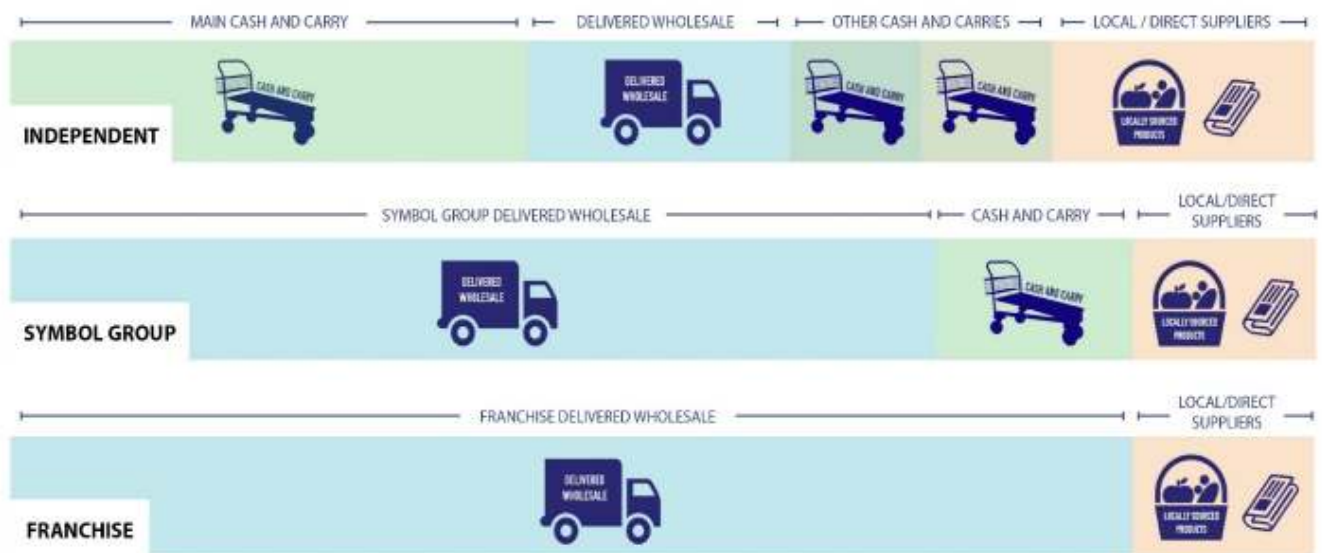 MAIN CASH AND CARRY
DELIVERED WHOLESALE
OTHER CASH AND CARRIES
LOCAL / DIRECT SUPPLIERS
CASH AND CARRY
DELIVERED
WHOLESALE
CASH AND CARRY
CASH AND CARRY
LOCALLY SOURCED
PRODUCTS
INDEPENDENT
SYMBOL GROUP DELIVERED WHOLESALE
CASH AND CARRY
LOCAL/DIRECT
SUPPLIERS
DELIVERED
WHOLESALE
CASH AND CARRY
LOCALLY SOURCED
PRODUCTS
SYMBOL GROUP
FRANCHISE DELIVERED WHOLESALE
LOCAL/DIRECT
SUPPLIERS
DELIVERED
WHOLESALE
LOCALLY SOURCED
PRODUCTS
FRANCHISE